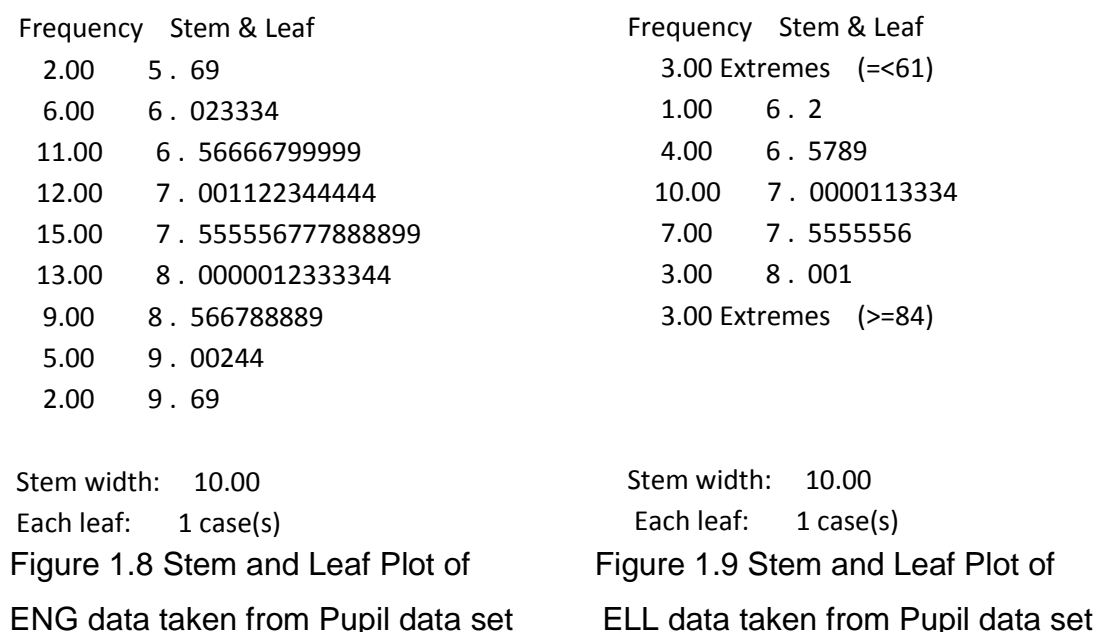 Frequency Stem & Leaf
2.00 5 . 69
6.00 6 . 023334
11.00 6 . 56666799999
12.00 7 . 001122344444
15.00 7 . 555556777888899
13.00 8 . 0000012333344
9.00 8 . 566788889
5.00 9 . 00244
2.00 9 . 69
Stem width: 10.00
Each leaf: 1 case(s)
Figure 1.8 Stem and Leaf Plot of
ENG data taken from Pupil data set
Frequency Stem & Leaf
3.00 Extremes (=<61)
1.00 6 . 2
4.00 6 . 5789
10.00 7 . 0000113334
7.00 7 . 5555556
3.00 8 . 001
3.00 Extremes (>=84)
Stem width: 10.00
Each leaf: 1 case(s)
Figure 1.9 Stem and Leaf Plot of
ELL data taken from Pupil data set